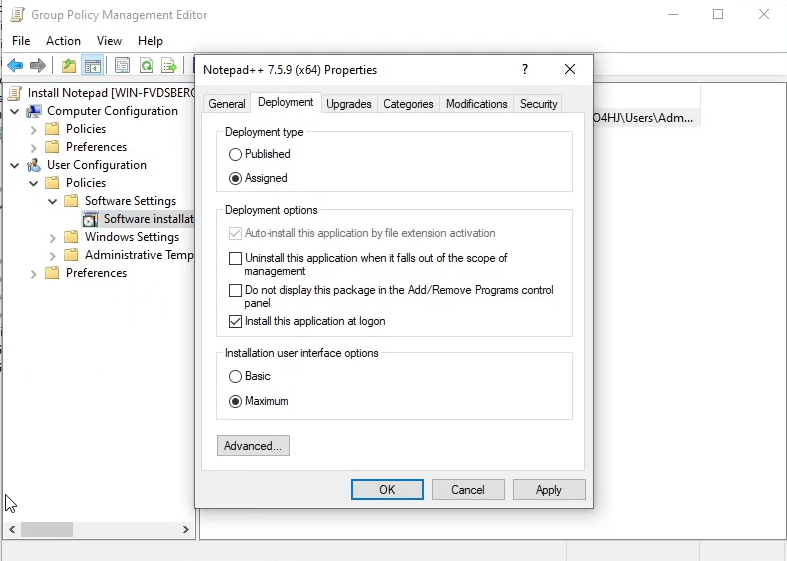 Group Policy Management Editor
File Action View Help
Install Notepad [WIN-FVDSBERO
Computer Configuration
Policies
Preferences
User Configuration
Policies
Software Settings
Software installat
Windows Settings
Administrative Temp
Preferences
O4HJ\Users\Adm...
Notepad++ 7.5.9 (x64) Properties
?
General Deployment Upgrades Categories Modifications Security
Deployment type
Published
Assigned
Deployment options
Auto-install this application by file extension activation
Uninstall this application when it falls out of the scope of
management
Do not display this package in the Add/Remove Programs control
panel
Install this application at logon
Installation user interface options
Basic
Maximum
Advanced...
OK Cancel Apply